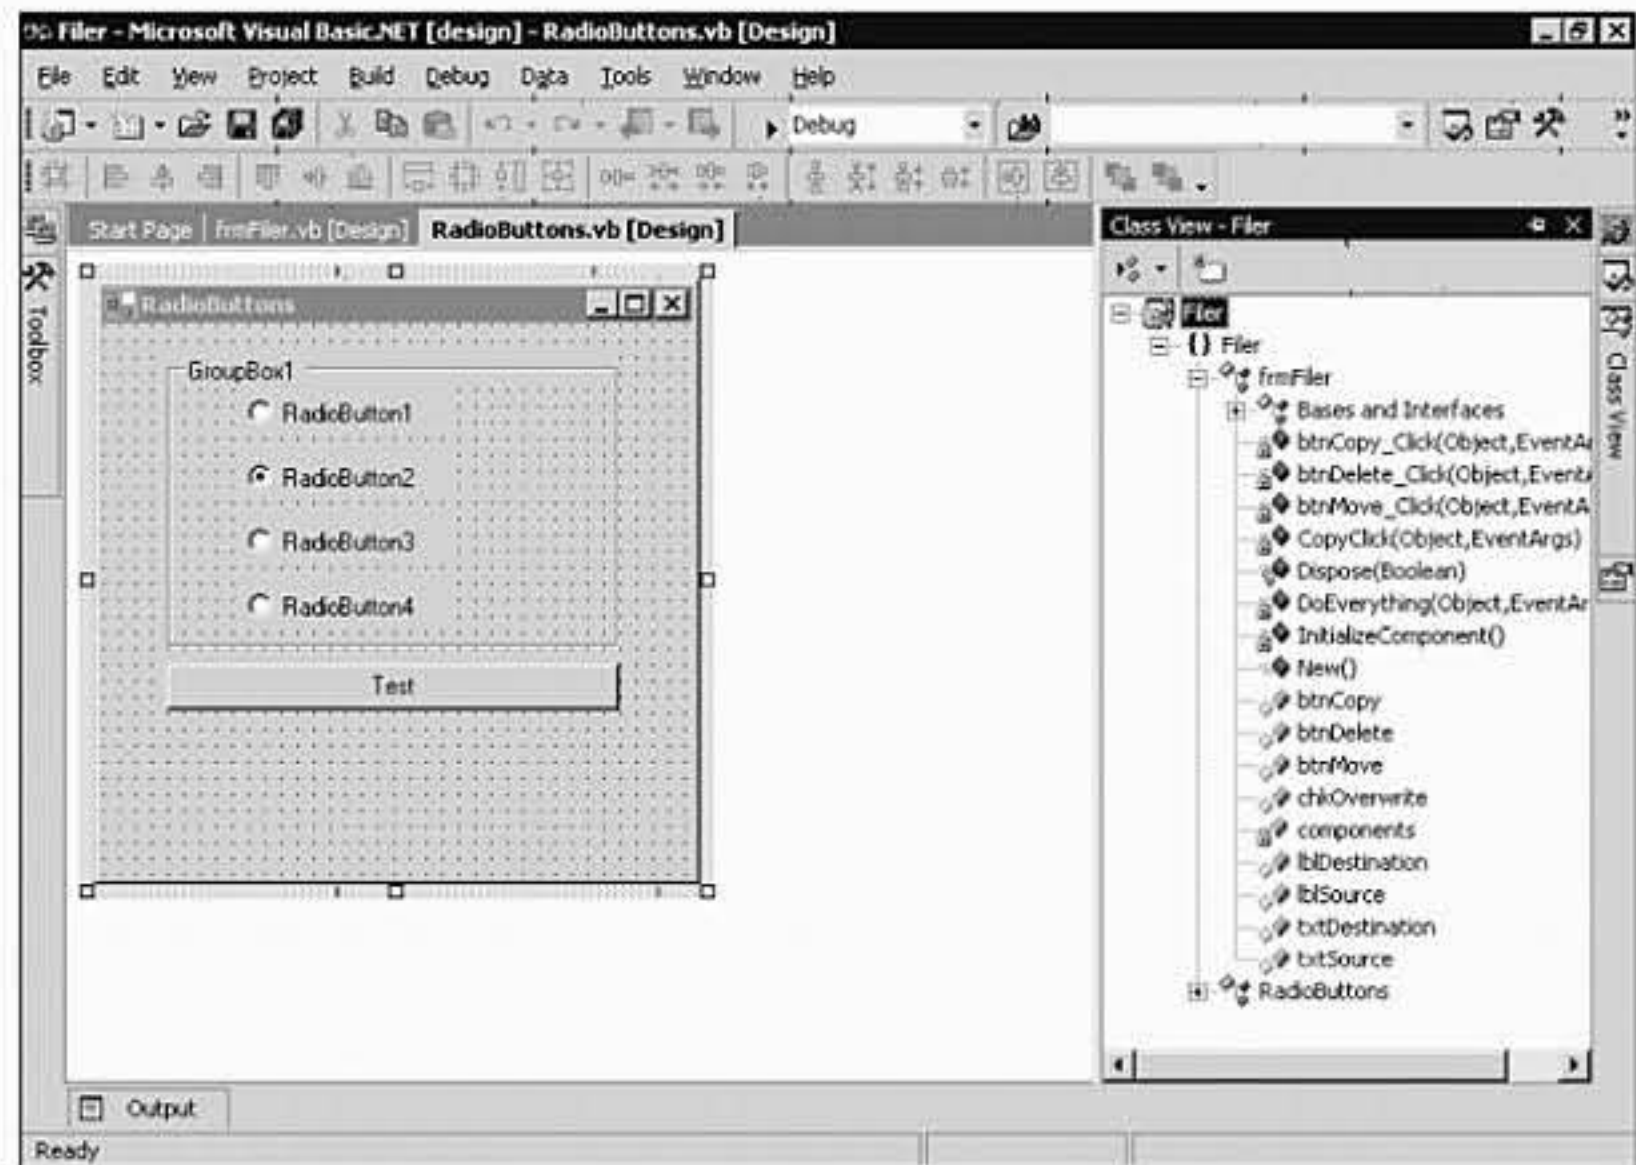 Filer - Microsoft Visual Basic.NET [design] - RadioButtons.vb [Design]
File Edit View Project Build Debug Data Tools Window Help
Debug
Start Page frmFiler.vb [Design] RadioButtons.vb [Design]
Toolbox
RadioButtons
GroupBox1
RadioButton1
RadioButton2
RadioButton3
RadioButton4
Test
Class View - Filer
Filer
{} Filer
frmFiler
Bases and Interfaces
btnCopy_Click(Object,EventAr
btnDelete_Click(Object,EventA
btnMove_Click(Object,EventA
CopyClick(Object,EventArgs)
Dispose(Boolean)
DoEverything(Object,EventAr
InitializeComponent()
New()
btnCopy
btnDelete
btnMove
chkOverwrite
components
lblDestination
lblSource
txtDestination
txtSource
RadioButtons
Class View
Output
Ready